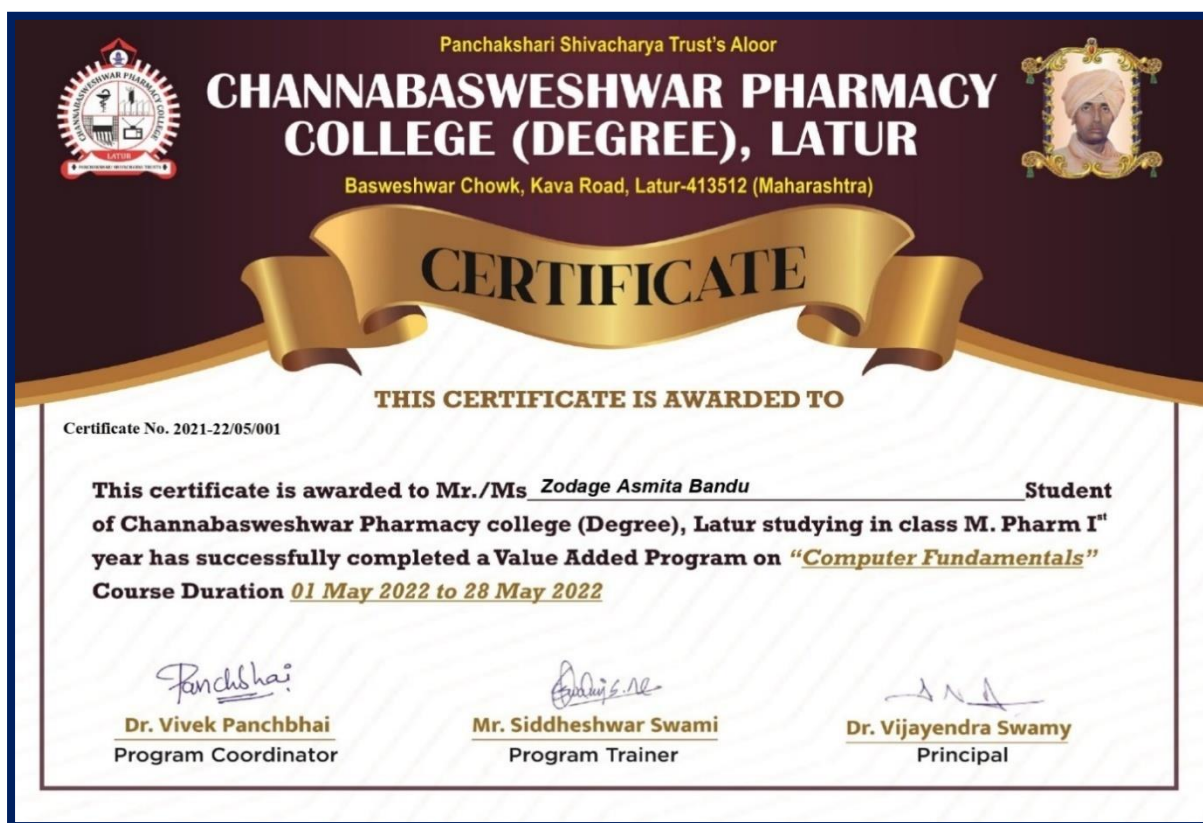 Panchakshari Shivacharya Trust's Aloor
CHANNABASWESHWAR PHARMACY
COLLEGE (DEGREE), LATUR
Basweshwar Chowk, Kava Road, Latur-413512 (Maharashtra)
CHANNABASWESHWAR PHARMACY COLLEGE
LATUR
CERTIFICATE
THIS CERTIFICATE IS AWARDED TO
Certificate No. 2021-22/05/001
This certificate is awarded to Mr./Ms Zodage Asmita Bandu Student
of Channabasweshwar Pharmacy college (Degree), Latur studying in class M. Pharm Ist
year has successfully completed a Value Added Program on "Computer Fundamentals"
Course Duration 01 May 2022 to 28 May 2022
Panchbhai
Dr. Vivek Panchbhai
Mr. Siddheshwar Swami
Dr. Vijayendra Swamy
Program Coordinator
Program Trainer
Principal